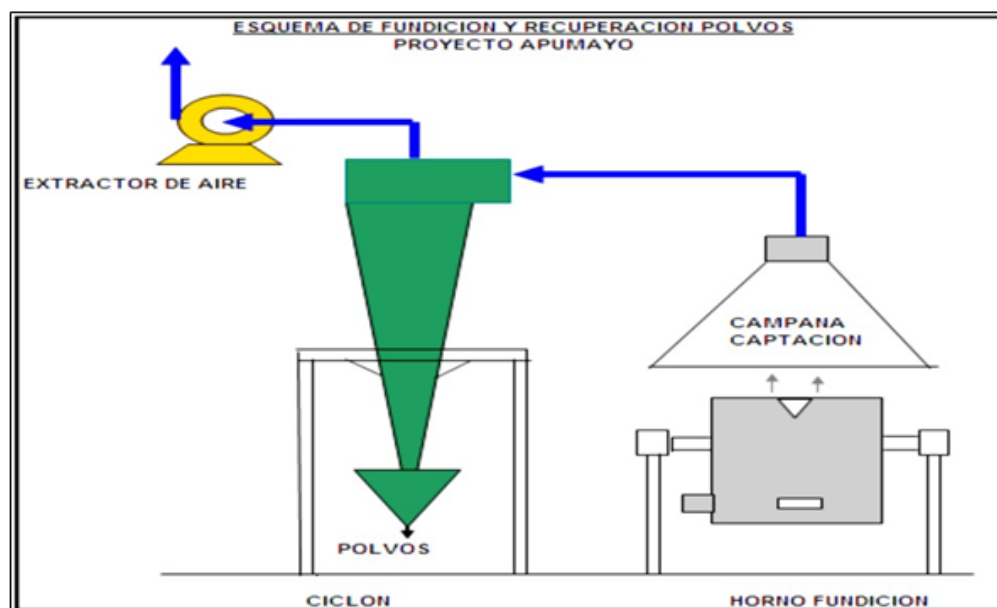 ESQUEMA DE FUNDICION Y RECUPERACION POLVOS
PROYECTO APUMAYO
EXTRACTOR DE AIRE
CAMPANA
CAPTACION
POLVOS
CICLON
HORNO FUNDICION